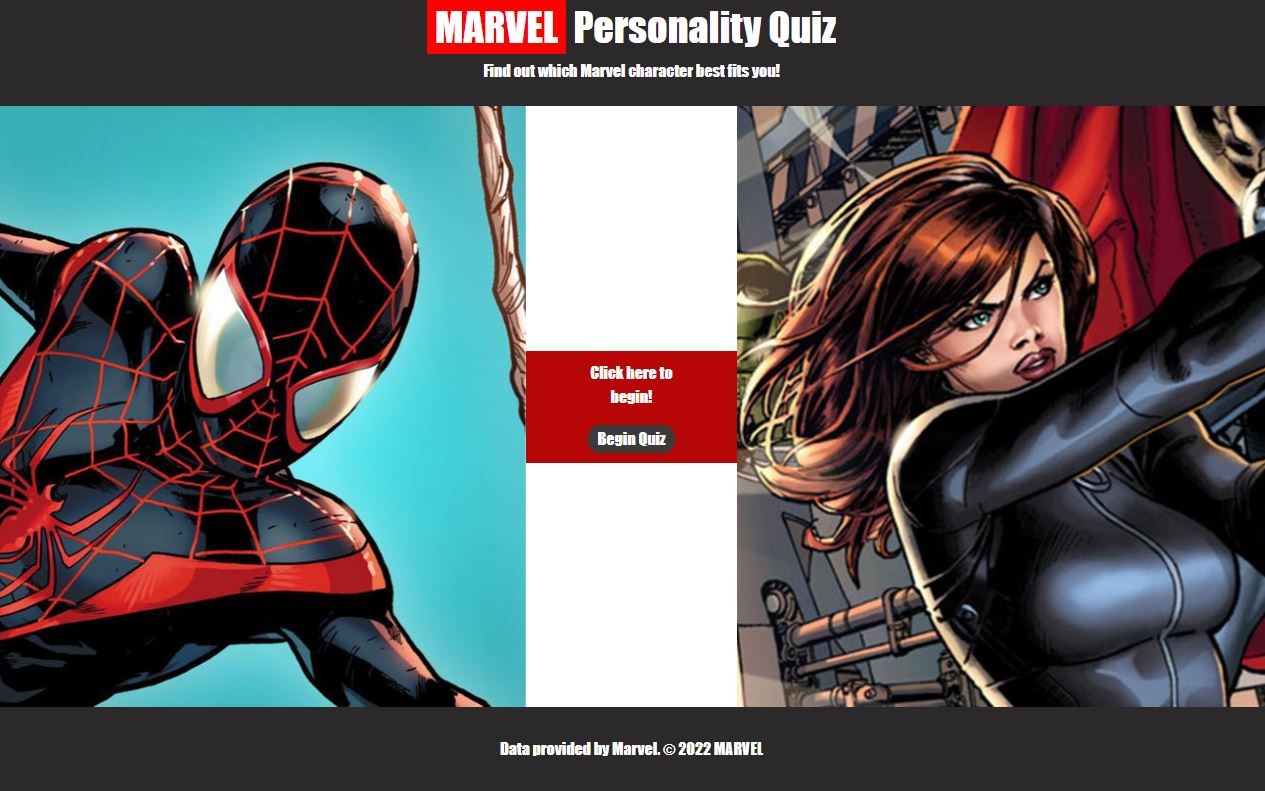 MARVEL Personality Quiz
Find out which Marvel character best fits you!
Click here to
begin!
Begin Quiz
Data provided by Marvel. © 2022 MARVEL